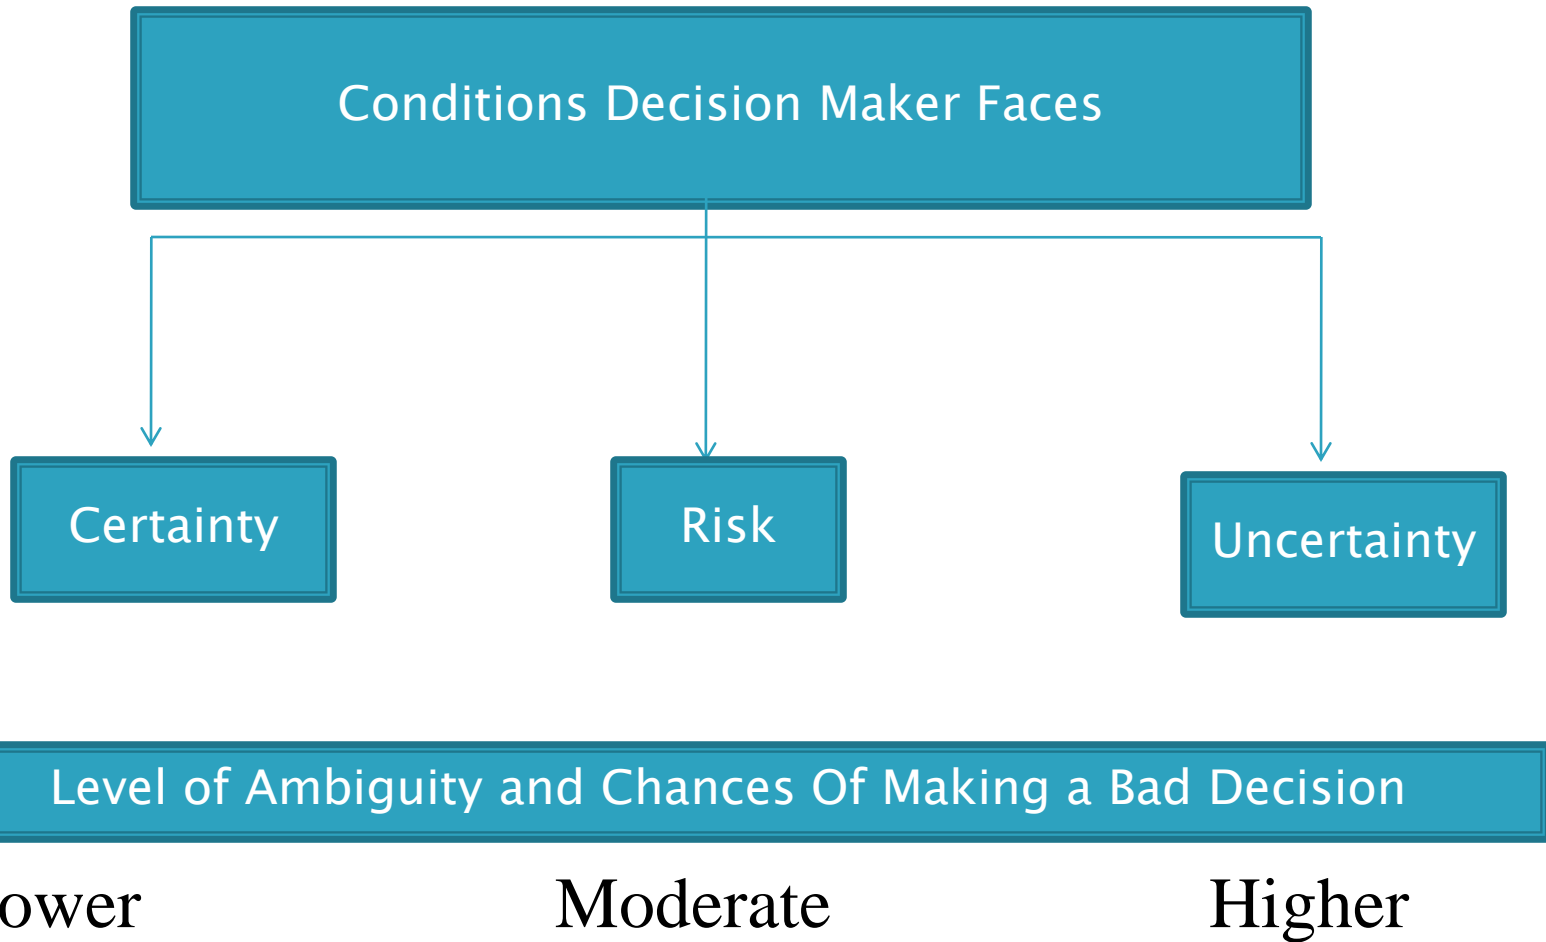 Conditions Decision Maker Faces
Certainty
Risk
Uncertainty
Level of Ambiguity and Chances Of Making a Bad Decision
ower Moderate Higher